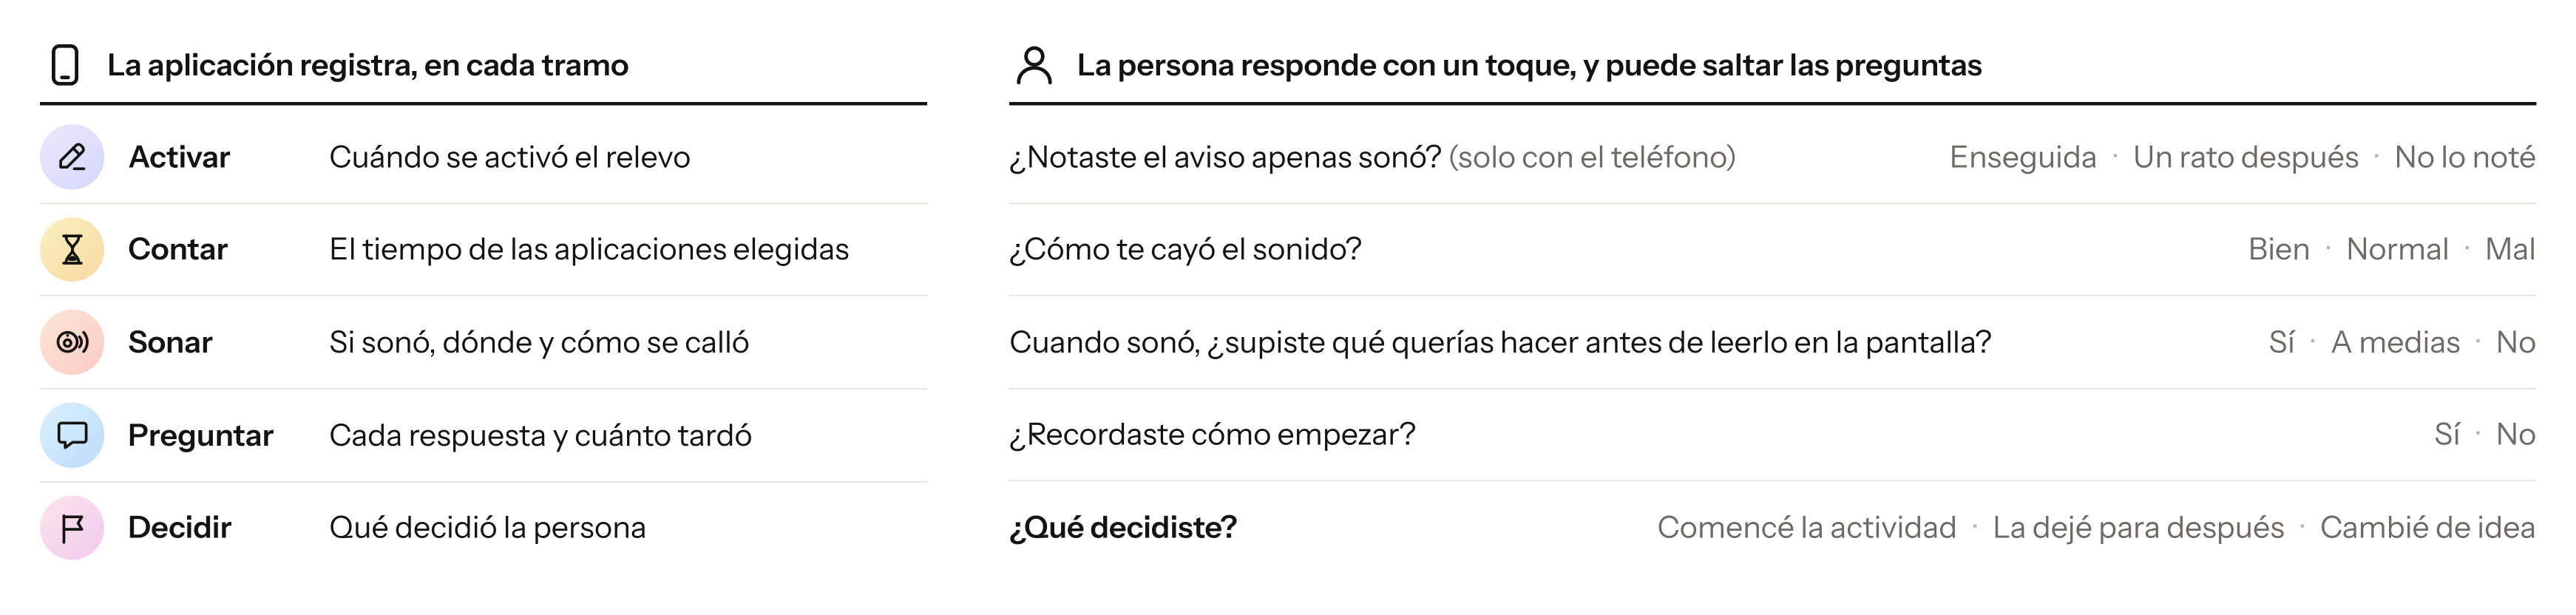 La aplicación registra, en cada tramo
Activar Cuándo se activó el relevo
Contar El tiempo de las aplicaciones elegidas
Sonar Si sonó, dónde y cómo se calló
Preguntar Cada respuesta y cuánto tardó
Decidir Qué decidió la persona
La persona responde con un toque, y puede saltar las preguntas
¿Notaste el aviso apenas sonó? (solo con el teléfono) Enseguida · Un rato después · No lo noté
¿Cómo te cayó el sonido? Bien · Normal · Mal
Cuando sonó, ¿supiste qué querías hacer antes de leerlo en la pantalla? Sí · A medias · No
¿Recordaste cómo empezar? Sí · No
¿Qué decidiste? Comencé la actividad · La dejé para después · Cambié de idea